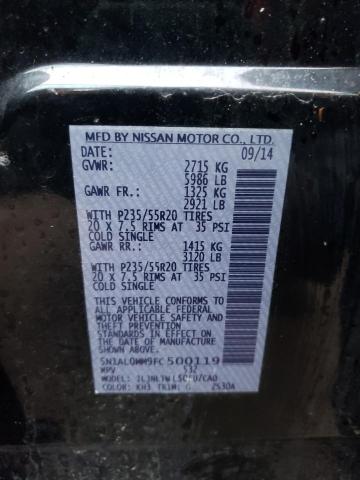 MFD BY NISSAN MOTOR CO., LTD.
DATE: 09/14
GVWR: 2715 KG
5986 LB
GAWR FR.: 1325 KG
2921 LB
WITH P235/55R20 TIRES
20 X 7.5 RIMS AT 35 PSI
COLD SINGLE
GAWR RR.: 1415 KG
3120 LB
WITH P235/55R20 TIRES
20 X 7.5 RIMS AT 35 PSI
COLD SINGLE
THIS VEHICLE CONFORMS TO
ALL APPLICABLE FEDERAL
MOTOR VEHICLE SAFETY AND
THEFT PREVENTION STANDARDS
IN EFFECT ON THE DATE OF
MANUFACTURE SHOWN ABOVE.
5N1AL0MM9FC500119
MPV 532
MODEL:
COLOR: KH3 TRIM: G 2530A